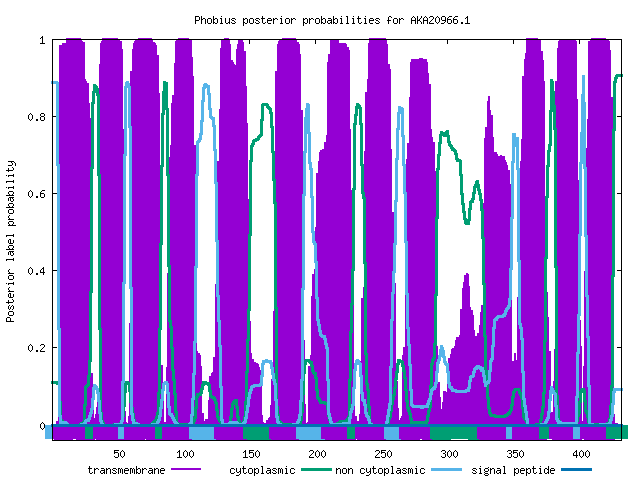 Phobius posterior probabilities for AKA20966.1
1
0.8
0.6
0.4
0.2
0
Posterior label probability
50 100 150 200 250 300 350 400
transmembrane cytoplasmic non cytoplasmic signal peptide